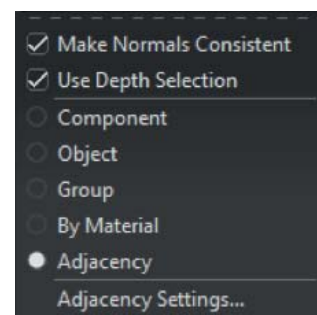 Make Normals Consistent
Use Depth Selection
Component
Object
Group
By Material
Adjacency
Adjacency Settings...